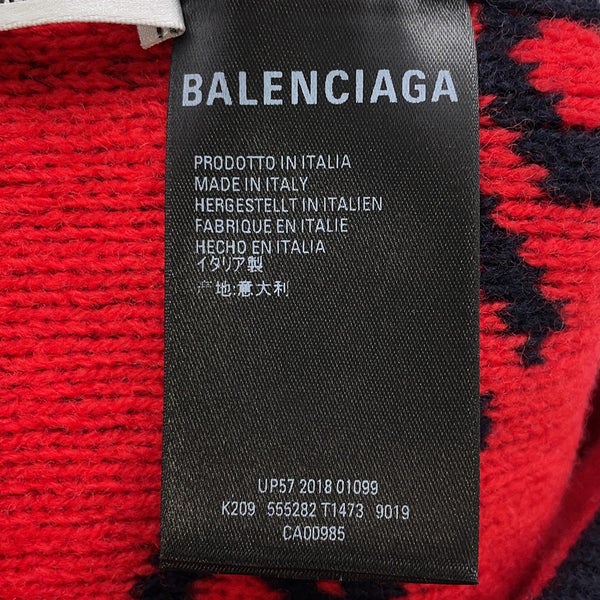 BALENCIAGA
PRODOTTO IN ITALIA
MADE IN ITALY
HERGESTELLT IN ITALIEN
FABRIQUE EN ITALIE
HECHO EN ITALIA
イタリア製
产地:意大利
UP57 2018 01099
K209 555282 T1473 9019
CA00985